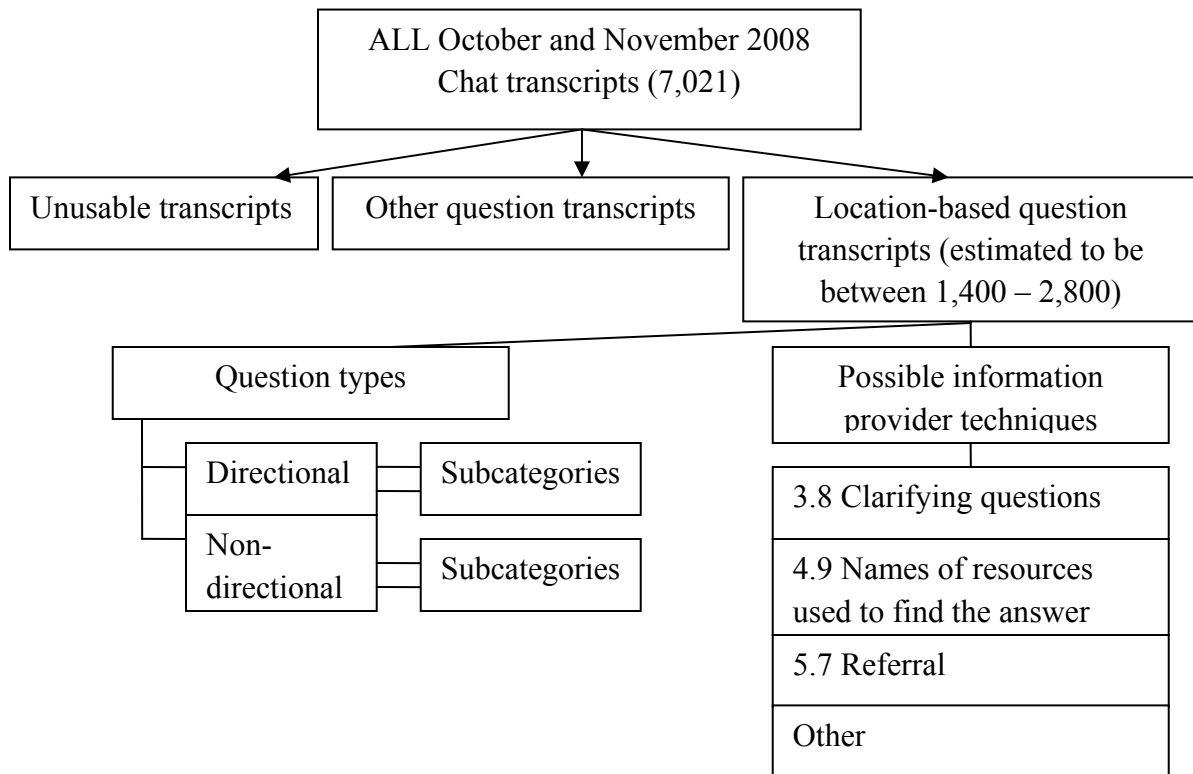 ALL October and November 2008
Chat transcripts (7,021)
Unusable transcripts
Other question transcripts
Location-based question
transcripts (estimated to be
between 1,400 – 2,800)
Question types
Possible information
provider techniques
Directional
Subcategories
Non-
directional
Subcategories
3.8 Clarifying questions
4.9 Names of resources
used to find the answer
5.7 Referral
Other